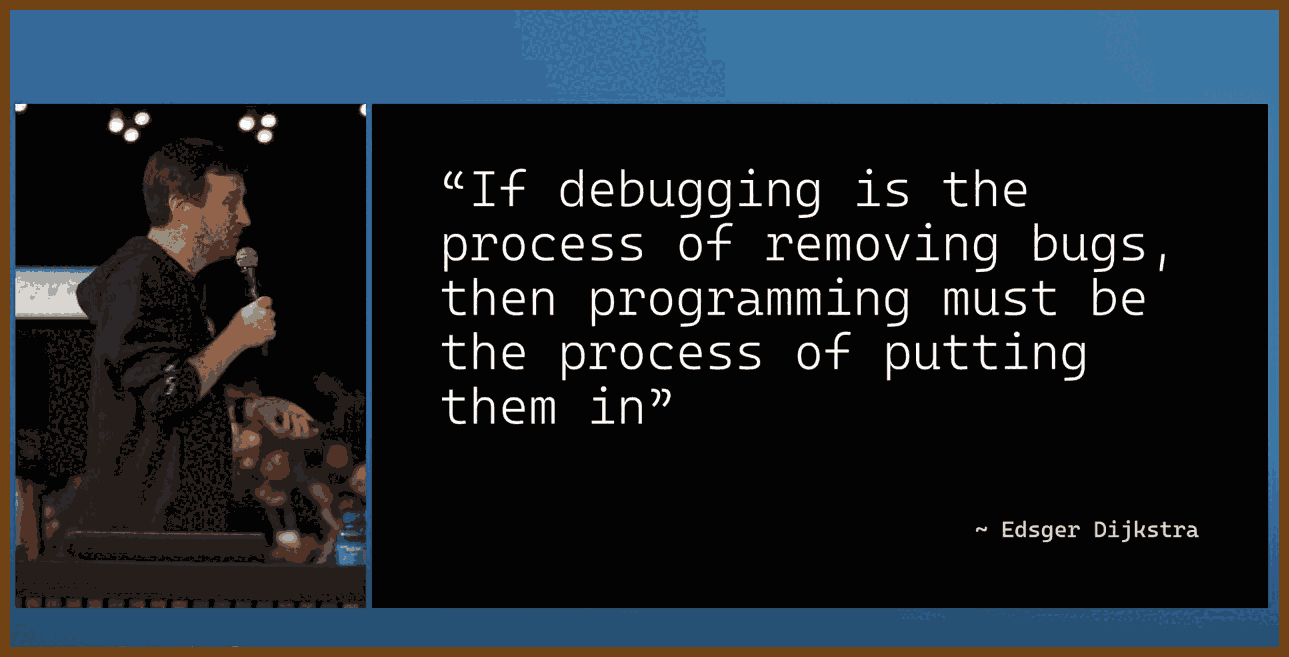 “If debugging is the
process of removing bugs,
then programming must be
the process of putting
them in”
~ Edsger Dijkstra